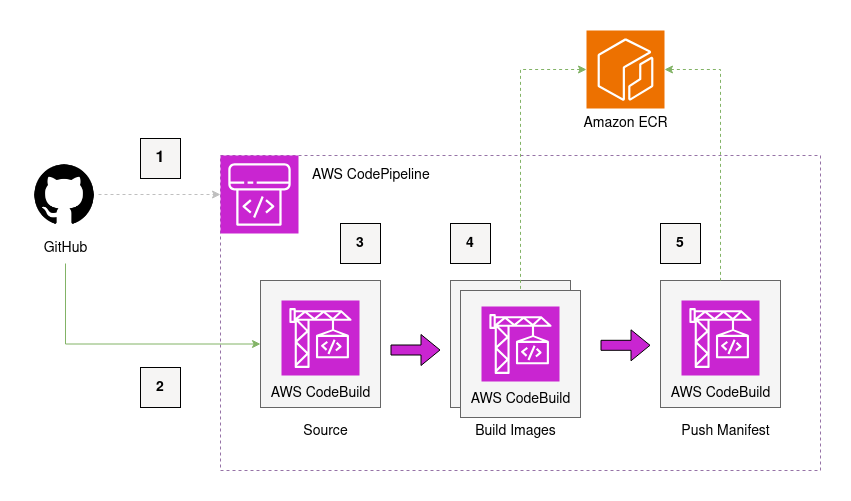 Amazon ECR
1
AWS CodePipeline
GitHub
3
4
5
</>
</>
</>
</>
AWS CodeBuild
AWS CodeBuild
AWS CodeBuild
2
Source
Build Images
Push Manifest